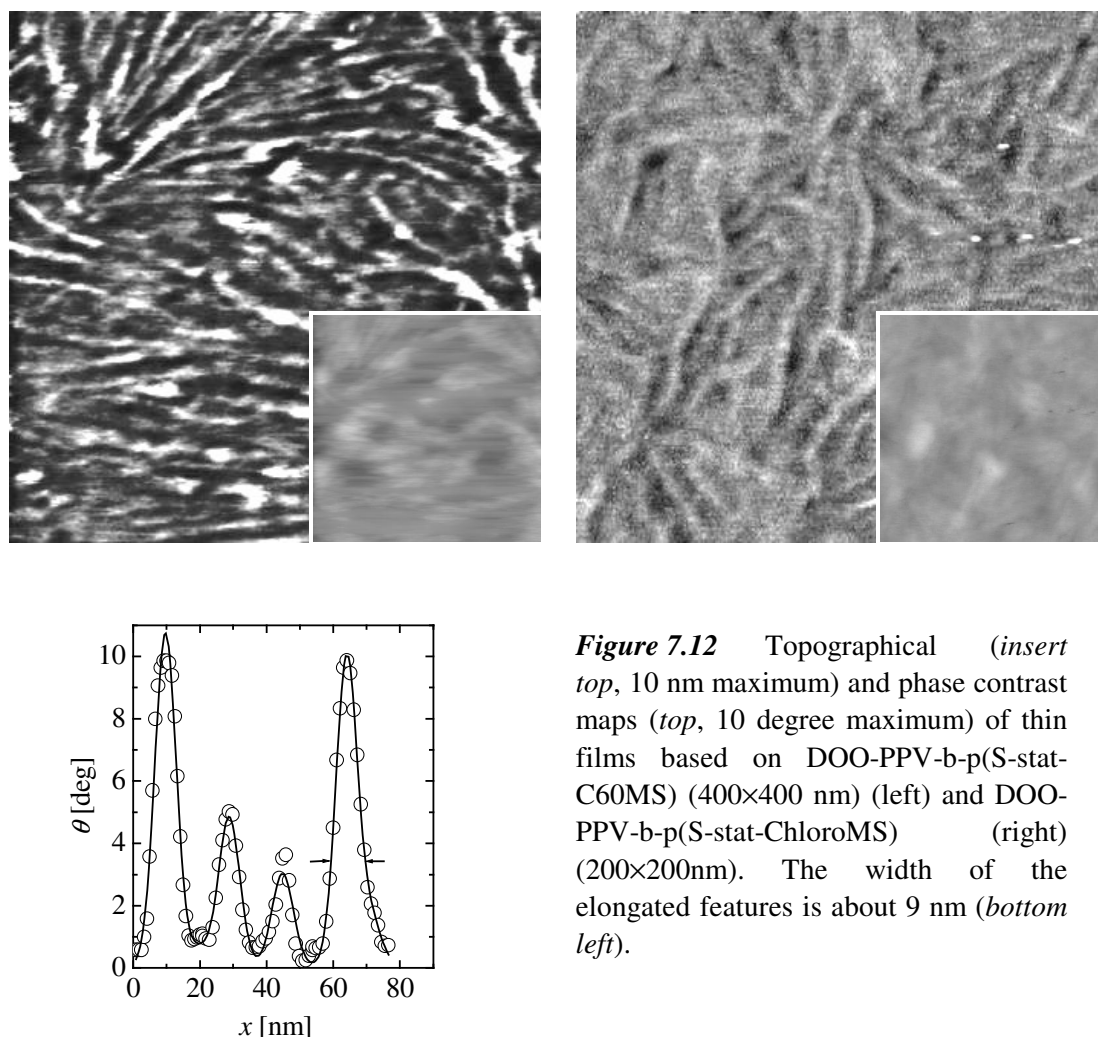 10
8
6
4
2
0
θ [deg]
0 20 40 60 80
x [nm]
Figure 7.12 Topographical (insert
top, 10 nm maximum) and phase contrast
maps (top, 10 degree maximum) of thin
films based on DOO-PPV-b-p(S-stat-
C60MS) (400×400 nm) (left) and DOO-
PPV-b-p(S-stat-ChloroMS) (right)
(200×200nm). The width of the
elongated features is about 9 nm (bottom
left).